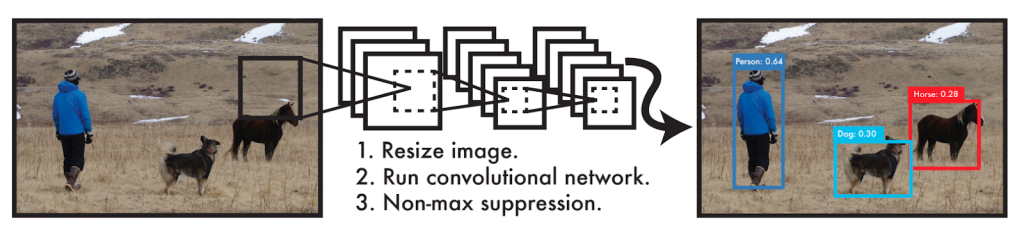 1. Resize image.
2. Run convolutional network.
3. Non-max suppression.
Person: 0.64
Horse: 0.28
Dog: 0.30